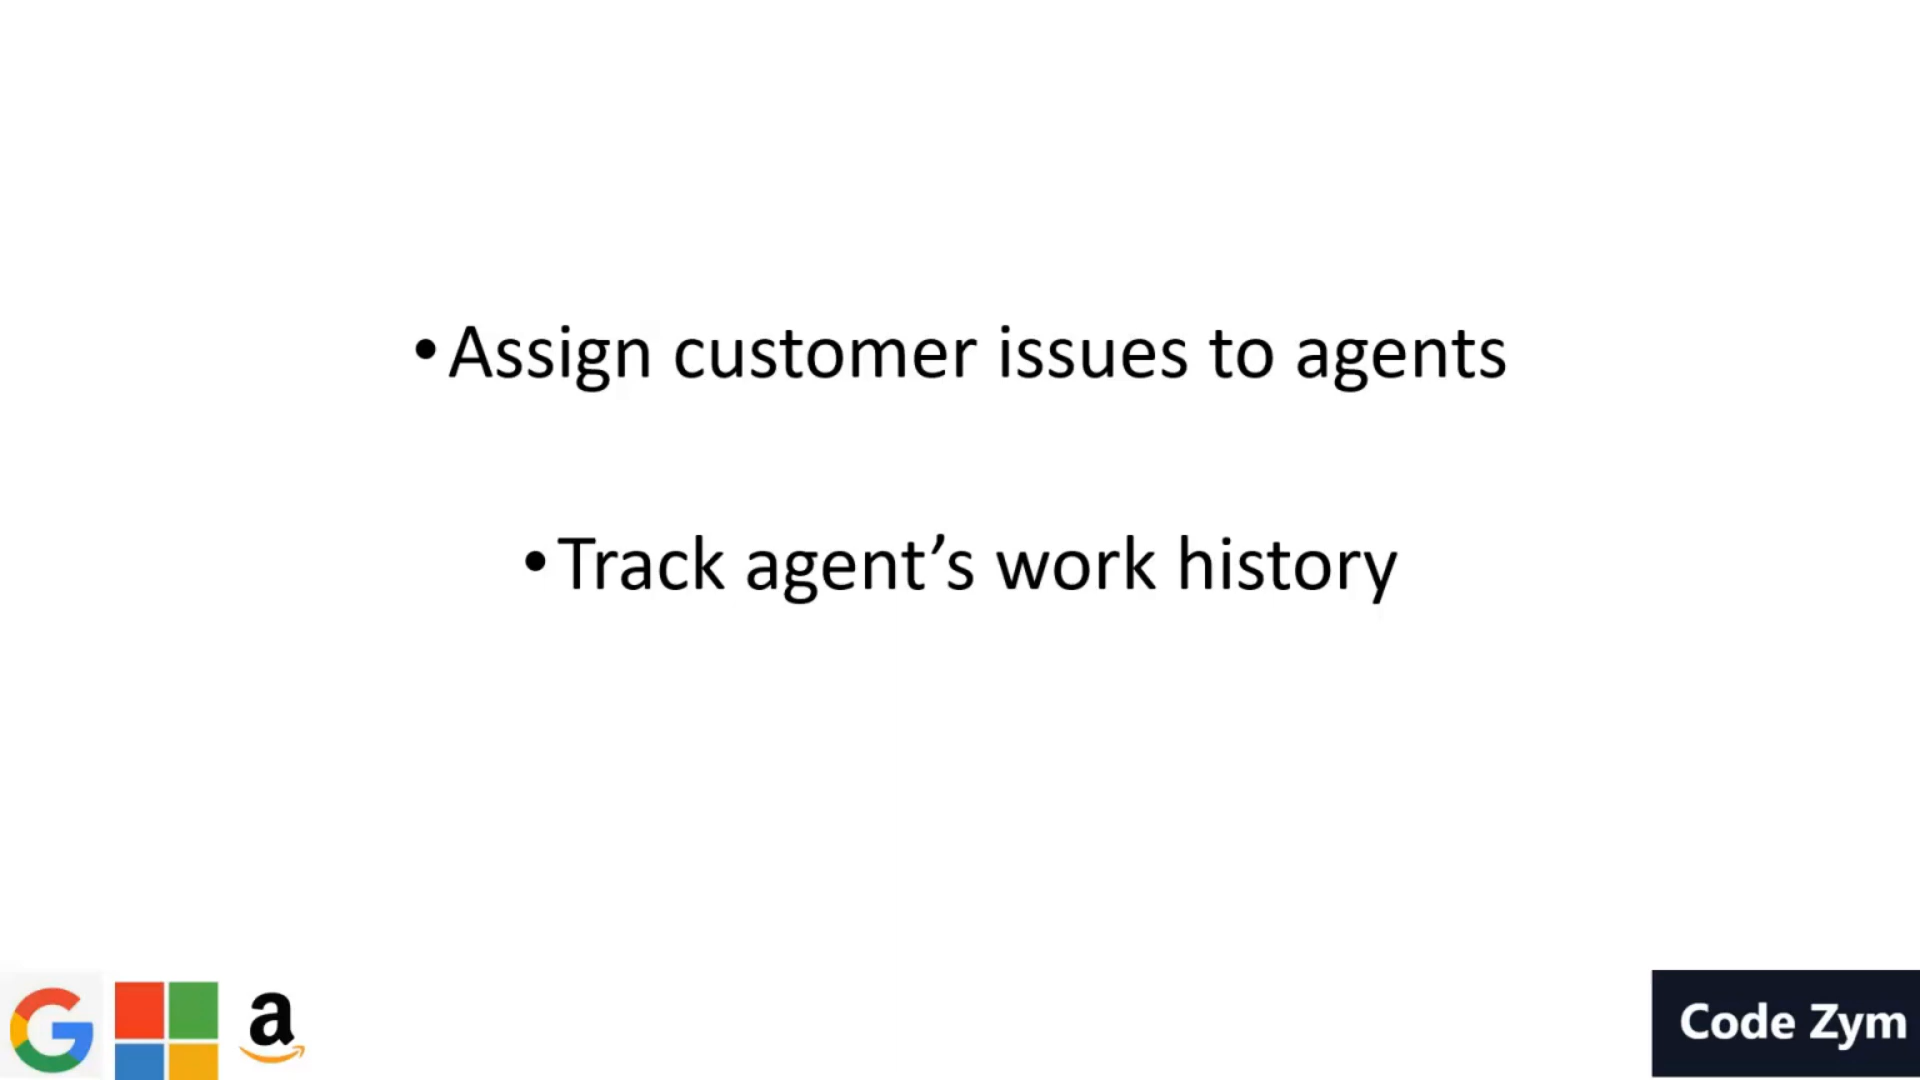 •Assign customer issues to agents
•Track agent’s work history
Code Zym